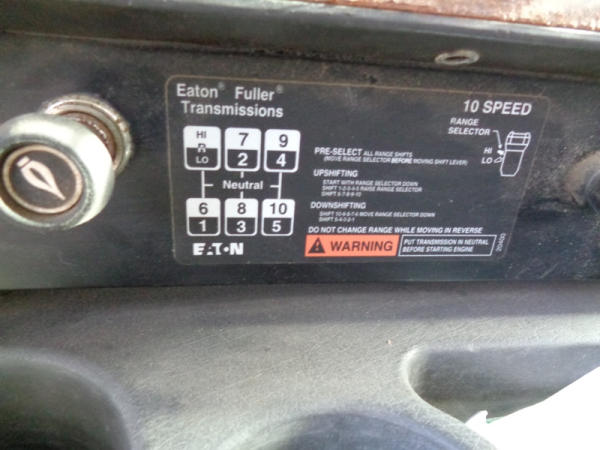 Eaton® Fuller®
Transmissions
10 SPEED
RANGE
SELECTOR
HI
LO
HI
R
LO
7
2
9
4
Neutral
6
1
8
3
10
5
EATON
PRE-SELECT ALL RANGE SHIFTS
(MOVE RANGE SELECTOR BEFORE MOVING SHIFT LEVER)
UPSHIFTING
START WITH RANGE SELECTOR DOWN
SHIFT 1-2-3-4-5 RAISE RANGE SELECTOR
SHIFT 6-7-8-9-10
DOWNSHIFTING
SHIFT 10-9-8-7-6 MOVE RANGE SELECTOR DOWN
SHIFT 5-4-3-2-1
DO NOT CHANGE RANGE WHILE MOVING IN REVERSE
WARNING
PUT TRANSMISSION IN NEUTRAL
BEFORE STARTING ENGINE